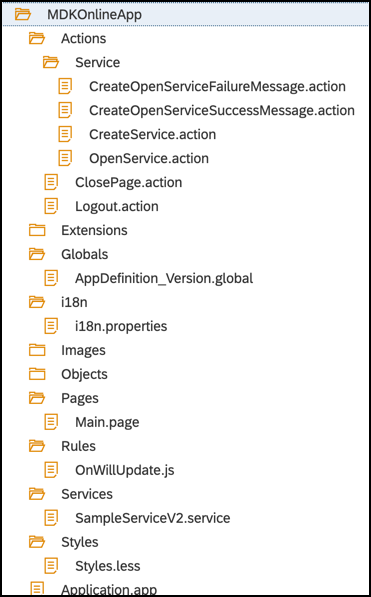 MDKOnlineApp
Actions
Service
CreateOpenServiceFailureMessage.action
CreateOpenServiceSuccessMessage.action
CreateService.action
OpenService.action
ClosePage.action
Logout.action
Extensions
Globals
AppDefinition_Version.global
i18n
i18n.properties
Images
Objects
Pages
Main.page
Rules
OnWillUpdate.js
Services
SampleServiceV2.service
Styles
Styles.less
Application.app